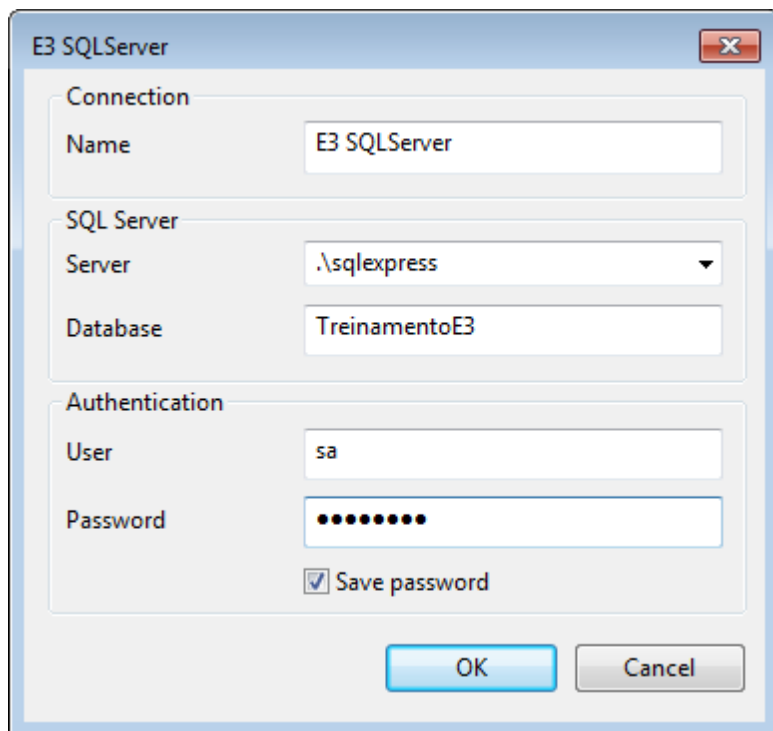 E3 SQLServer
Connection
Name E3 SQLServer
SQL Server
Server .\sqlexpress
Database TreinamentoE3
Authentication
User sa
Password ●●●●●●●●
Save password
OK Cancel